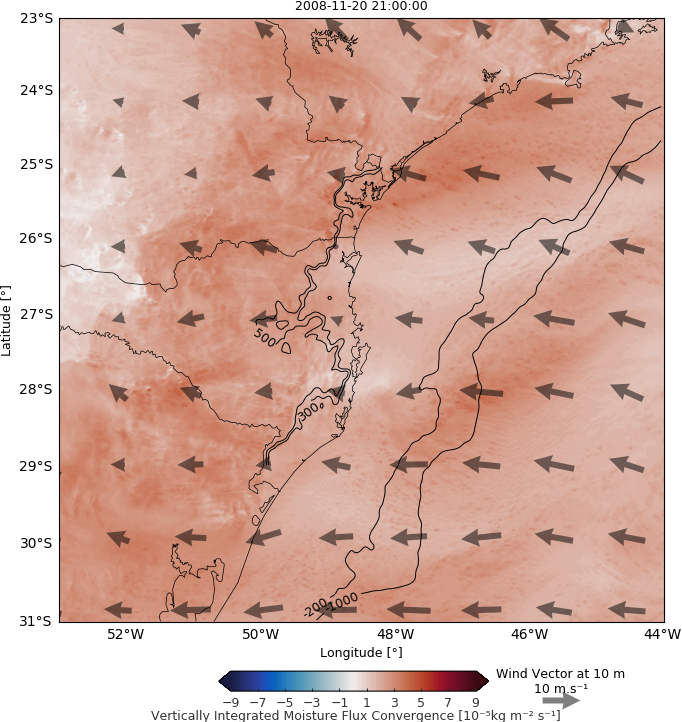 2008-11-20 21:00:00
23°S
24°S
25°S
26°S
27°S
28°S
29°S
30°S
31°S
Latitude [°]
500
300
-200
-1000
52°W 50°W 48°W 46°W 44°W
Longitude [°]
Wind Vector at 10 m
10 m.s⁻¹
−9 −7 −5 −3 −1 1 3 5 7 9
Vertically Integrated Moisture Flux Convergence [10⁻⁵kg m⁻² s⁻¹]